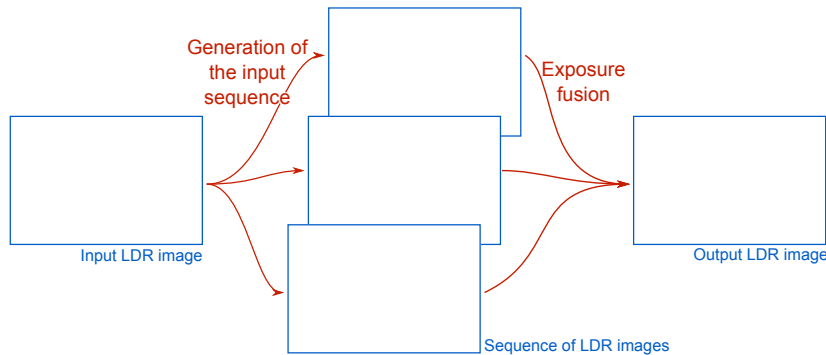 Generation of
the input
sequence
Exposure
fusion
Input LDR image
Output LDR image
Sequence of LDR images